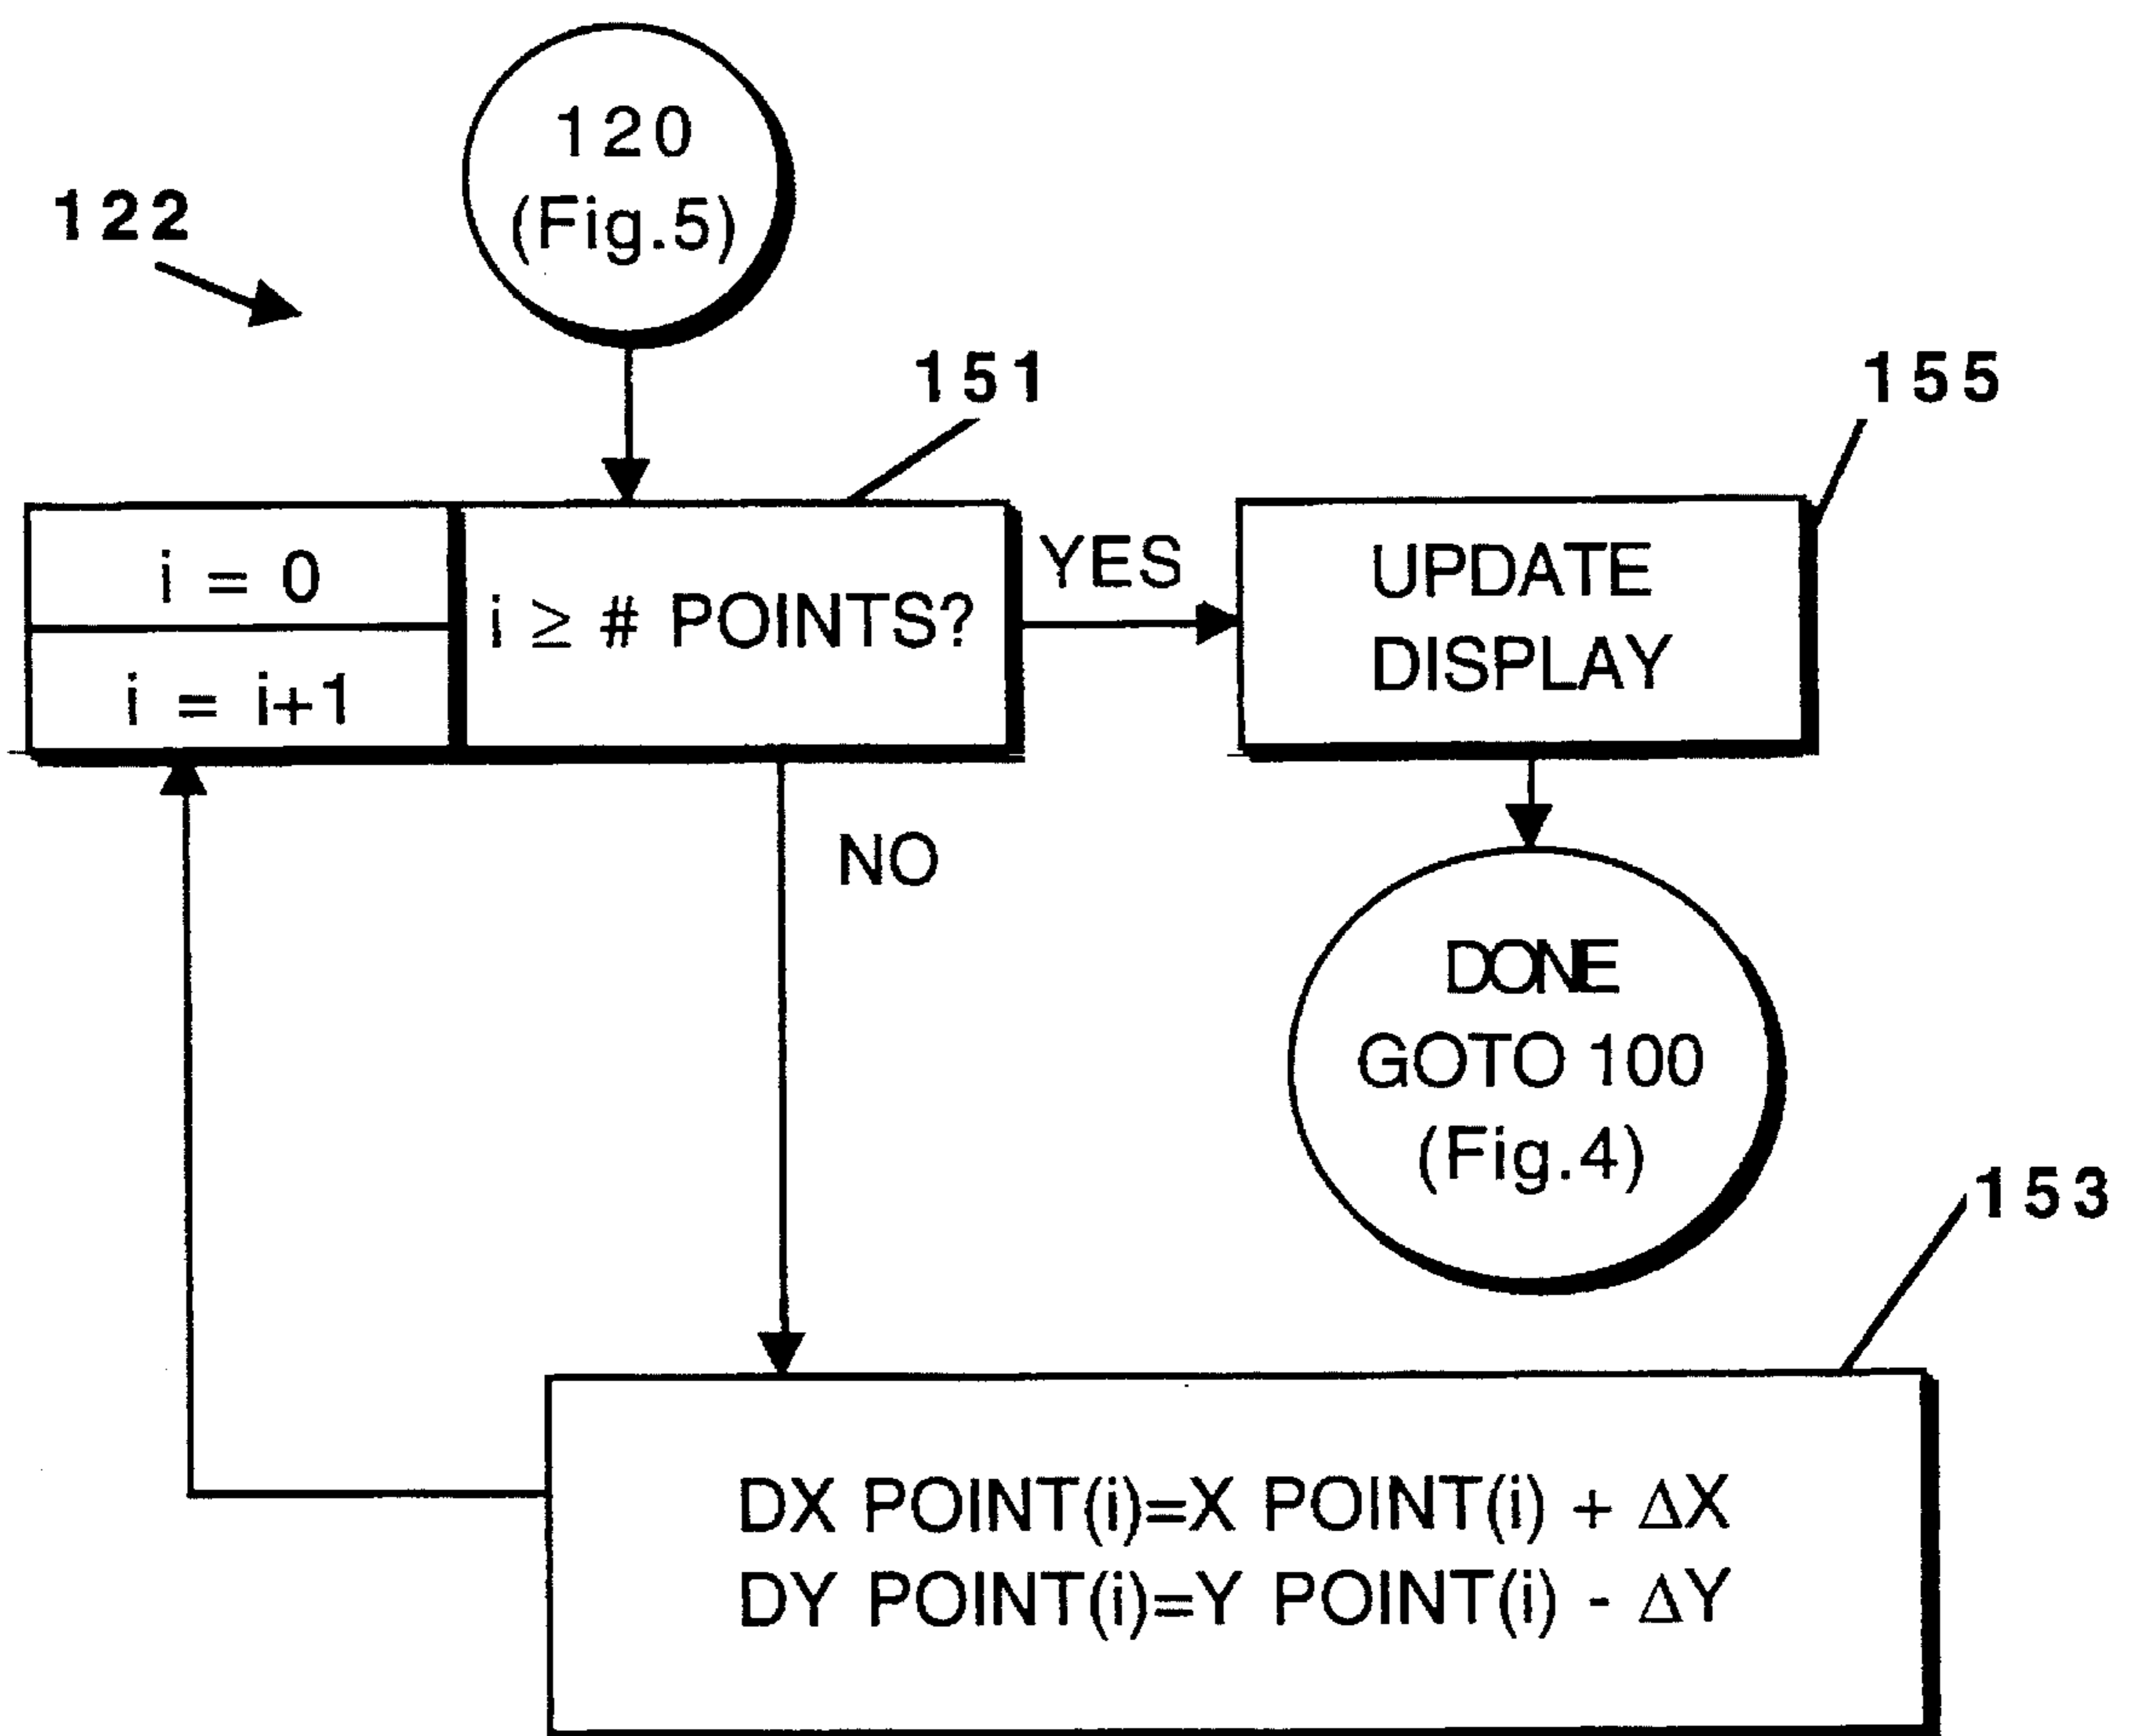 120
(Fig.5)
122
151
155
i = 0
i = i+1
i ≥ # POINTS?
YES
UPDATE
DISPLAY
NO
DONE
GOTO 100
(Fig.4)
153
DX POINT(i)=X POINT(i) + ΔX
DY POINT(i)=Y POINT(i) - ΔY